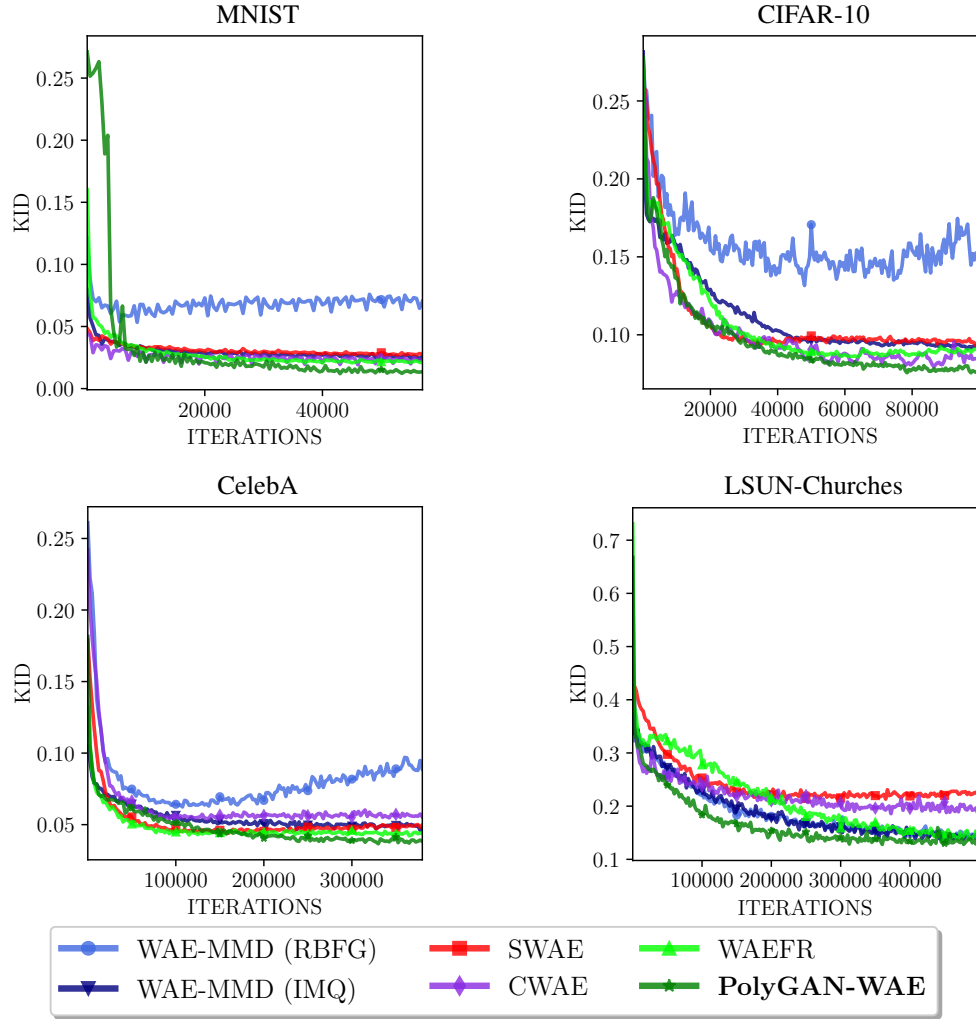 MNIST
CIFAR-10
0.25
0.20
0.15
0.10
0.05
0.00
KID
20000
40000
ITERATIONS
0.25
0.20
0.15
0.10
KID
20000
40000
60000
80000
ITERATIONS
CelebA
LSUN-Churches
0.25
0.20
0.15
0.10
0.05
KID
100000
200000
300000
ITERATIONS
0.7
0.6
0.5
0.4
0.3
0.2
0.1
KID
100000
200000
300000
400000
ITERATIONS
WAE-MMD (RBFG)
SWAE
WAEFR
WAE-MMD (IMQ)
CWAE
PolyGAN-WAE